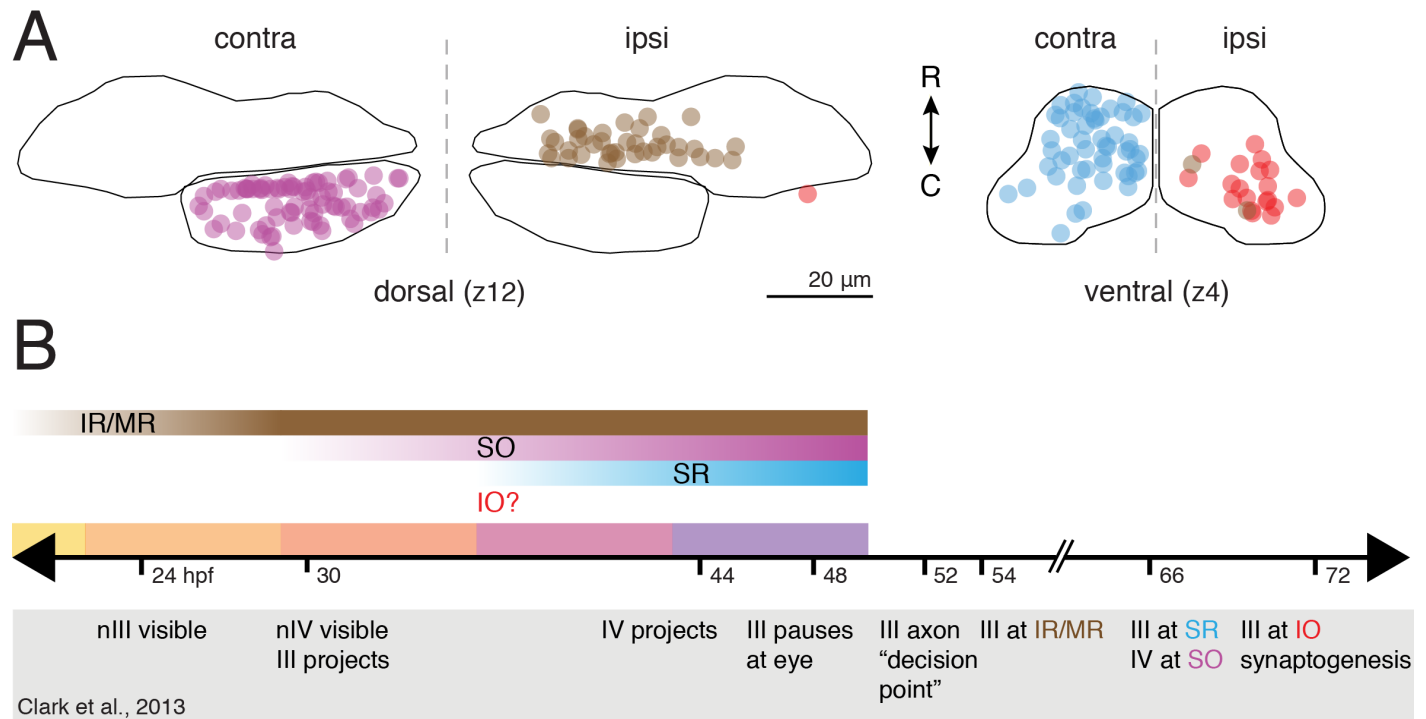 A
contra
ipsi
contra
ipsi
R
C
dorsal (z12)
20 µm
ventral (z4)
B
IR/MR
SO
SR
IO?
24 hpf
30
44
48
52
54
66
72
nIII visible
nIV visible
III projects
IV projects
III pauses
at eye
III axon
“decision
point”
III at IR/MR
III at SR
IV at SO
III at IO
synaptogenesis
Clark et al., 2013